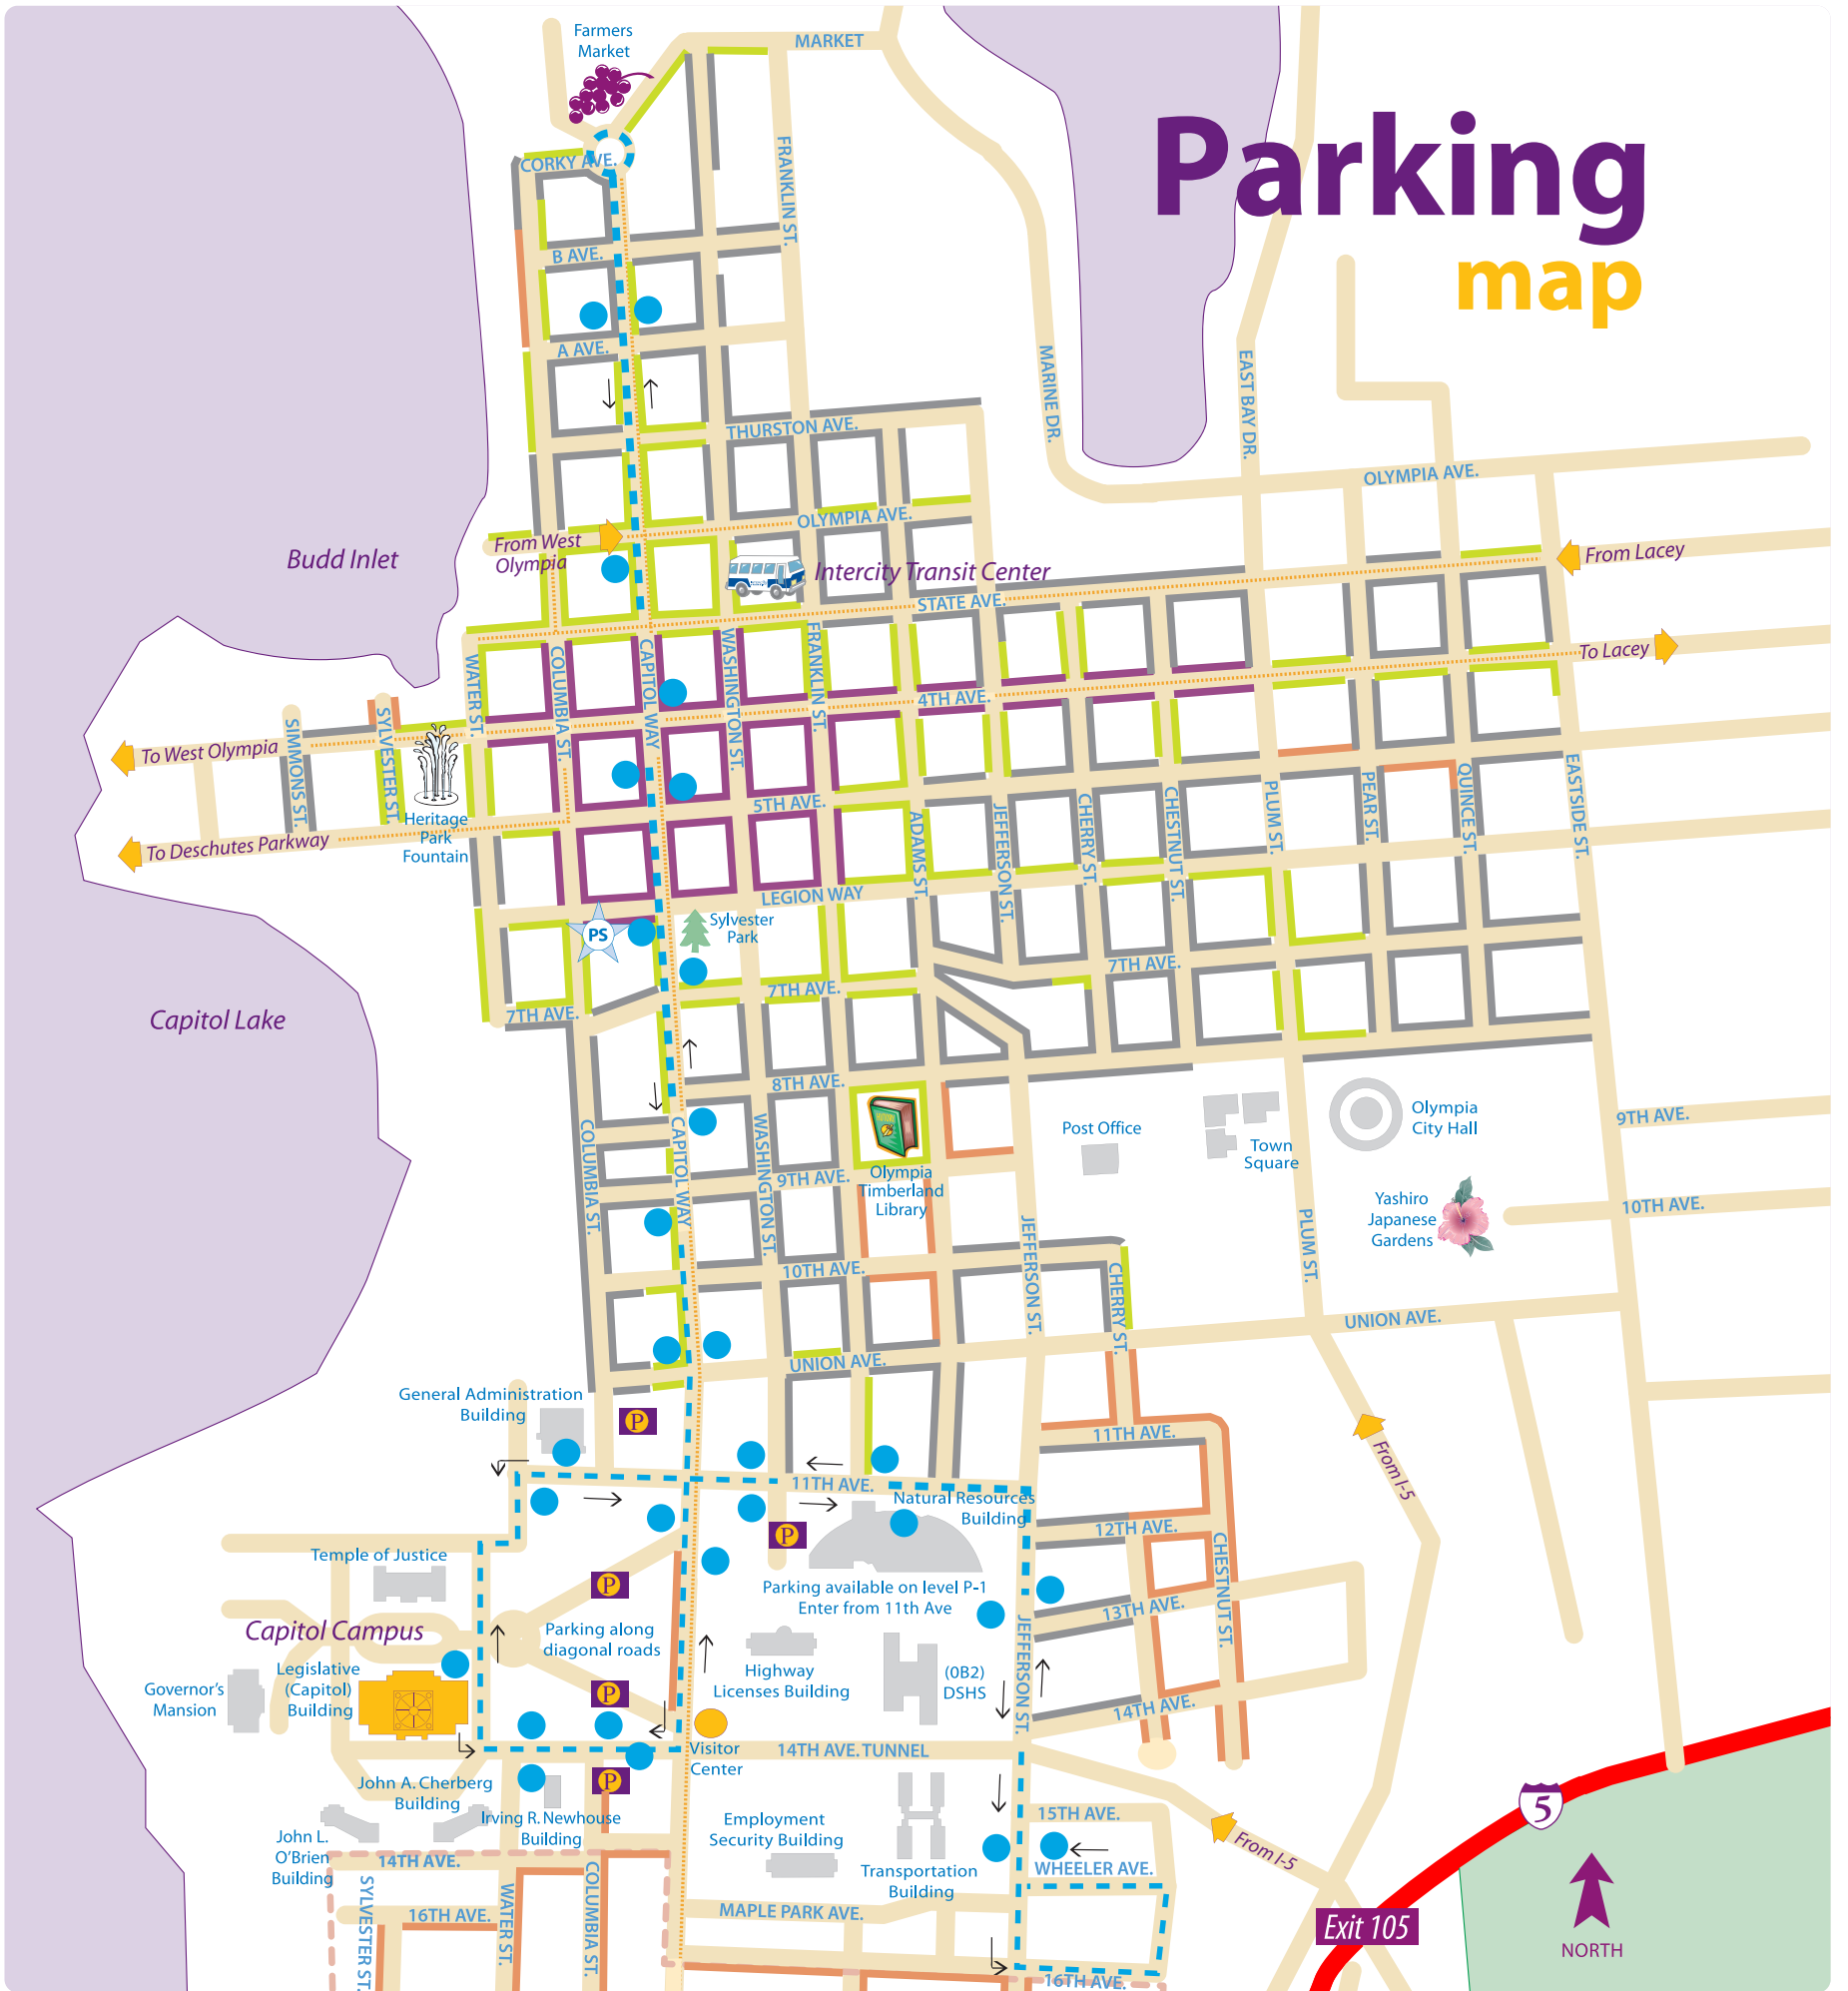 Farmers
Market
MARKET
Parking
map
CORKY AVE.
FRANKLIN ST.
B AVE.
A AVE.
MARINE DR.
EAST BAY DR.
THURSTON AVE.
OLYMPIA AVE.
OLYMPIA AVE.
From West
Olympia
Budd Inlet
Intercity Transit Center
From Lacey
STATE AVE.
To Lacey
WATER ST.
COLUMBIA ST.
CAPITOL WAY
WASHINGTON ST.
FRANKLIN ST.
4TH AVE.
SIMMONS ST.
SYLVESTER ST.
To West Olympia
5TH AVE.
ADAMS ST.
JEFFERSON ST.
CHERRY ST.
CHESTNUT ST.
PLUM ST.
PEAR ST.
QUINCE ST.
EASTSIDE ST.
Heritage
Park
Fountain
To Deschutes Parkway
LEGION WAY
PS
Sylvester
Park
7TH AVE.
7TH AVE.
7TH AVE.
Capitol Lake
8TH AVE.
COLUMBIA ST.
CAPITOL WAY
WASHINGTON ST.
Post Office
Town
Square
Olympia
City Hall
9TH AVE.
9TH AVE.
Olympia
Timberland
Library
Yashiro
Japanese
Gardens
10TH AVE.
10TH AVE.
JEFFERSON ST.
CHERRY ST.
PLUM ST.
UNION AVE.
UNION AVE.
General Administration
Building
P
11TH AVE.
From I-5
11TH AVE.
Natural Resources
Building
P
12TH AVE.
CHESTNUT ST.
Temple of Justice
P
Parking available on level P-1
Enter from 11th Ave
13TH AVE.
Capitol Campus
Parking along
diagonal roads
JEFFERSON ST.
Governor's
Mansion
Legislative
(Capitol)
Building
P
Highway
Licenses Building
(0B2)
DSHS
14TH AVE.
Visitor
Center
14TH AVE. TUNNEL
P
John A. Cherberg
Building
Irving R. Newhouse
Building
John L.
O'Brien
Building
Employment
Security Building
Transportation
Building
15TH AVE.
WHEELER AVE.
From I-5
5
14TH AVE.
SYLVESTER ST.
16TH AVE.
WATER ST.
COLUMBIA ST.
MAPLE PARK AVE.
16TH AVE.
Exit 105
NORTH